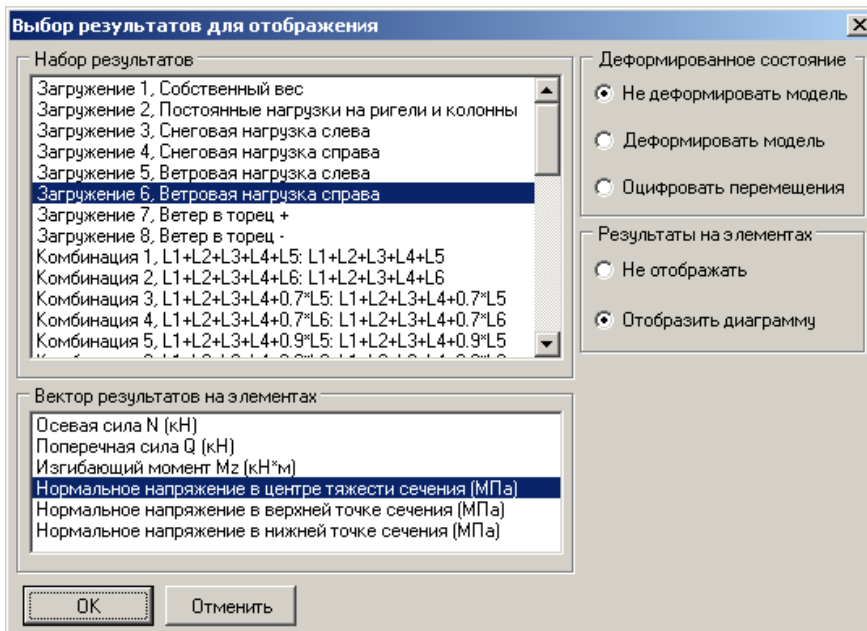 Выбор результатов для отображения
Набор результатов
Загружение 1, Собственный вес
Загружение 2, Постоянные нагрузки на ригели и колонны
Загружение 3, Снеговая нагрузка слева
Загружение 4, Снеговая нагрузка справа
Загружение 5, Ветровая нагрузка слева
Загружение 6, Ветровая нагрузка справа
Загружение 7, Ветер в торец +
Загружение 8, Ветер в торец -
Комбинация 1, L1+L2+L3+L4+L5: L1+L2+L3+L4+L5
Комбинация 2, L1+L2+L3+L4+L6: L1+L2+L3+L4+L6
Комбинация 3, L1+L2+L3+L4+0.7*L5: L1+L2+L3+L4+0.7*L5
Комбинация 4, L1+L2+L3+L4+0.7*L6: L1+L2+L3+L4+0.7*L6
Комбинация 5, L1+L2+L3+L4+0.9*L5: L1+L2+L3+L4+0.9*L5
Деформированное состояние
Не деформировать модель
Деформировать модель
Оцифровать перемещения
Результаты на элементах
Не отображать
Отобразить диаграмму
Вектор результатов на элементах
Осевая сила N (кН)
Поперечная сила Q (кН)
Изгибающий момент Mz (кН*м)
Нормальное напряжение в центре тяжести сечения (МПа)
Нормальное напряжение в верхней точке сечения (МПа)
Нормальное напряжение в нижней точке сечения (МПа)
OK
Отменить